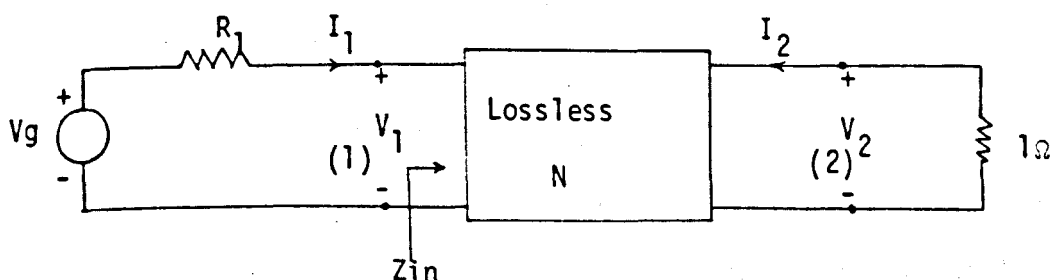 R1 I1 I2
+ + +
Vg V1 Lossless V2 1Ω
(1) N (2)
- - -
Zin